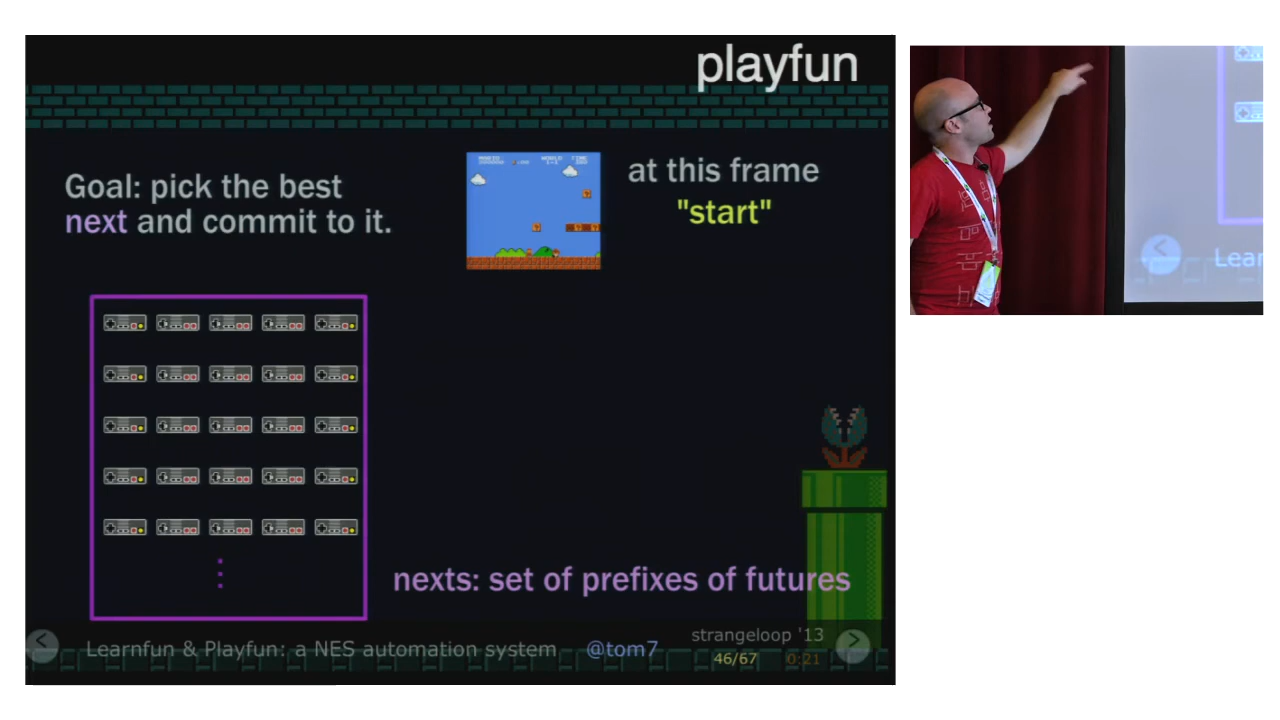 playfun
Goal: pick the best
next and commit to it.
at this frame
"start"
nexts: set of prefixes of futures
Learnfun & Playfun: a NES automation system
@tom7
strangeloop '13
46/67
0:21
Lear